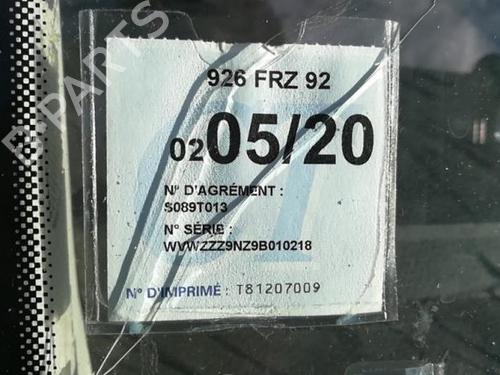 926 FRZ 92
02 05/20
N° D'AGRÉMENT :
S089T013
N° SÉRIE :
WVWZZZ9NZ9B010218
N° D'IMPRIMÉ : T81207009
B-PARTS